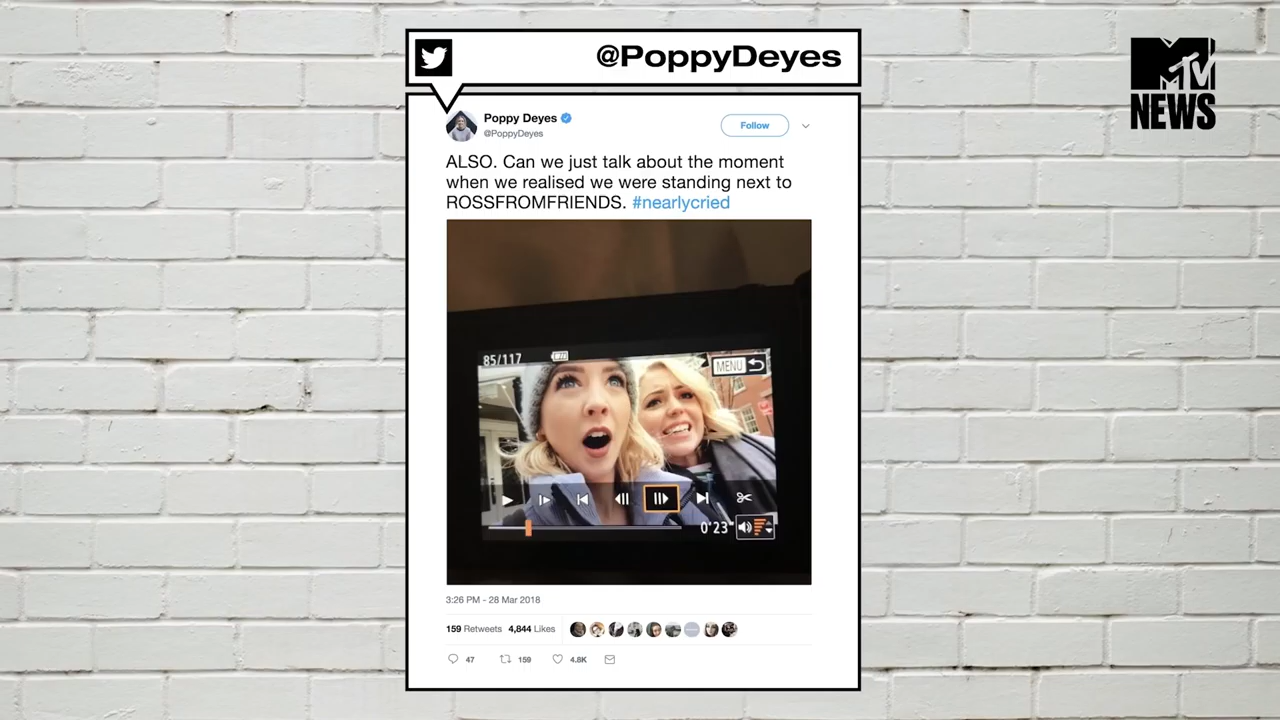 @PoppyDeyes
MTV
NEWS
Poppy Deyes
@PoppyDeyes
Follow
ALSO. Can we just talk about the moment
when we realised we were standing next to
ROSSFROMFRIENDS. #nearlycried
85/117
MENU
0'23"
3:26 PM - 28 Mar 2018
159 Retweets 4,844 Likes
47 159 4.8K